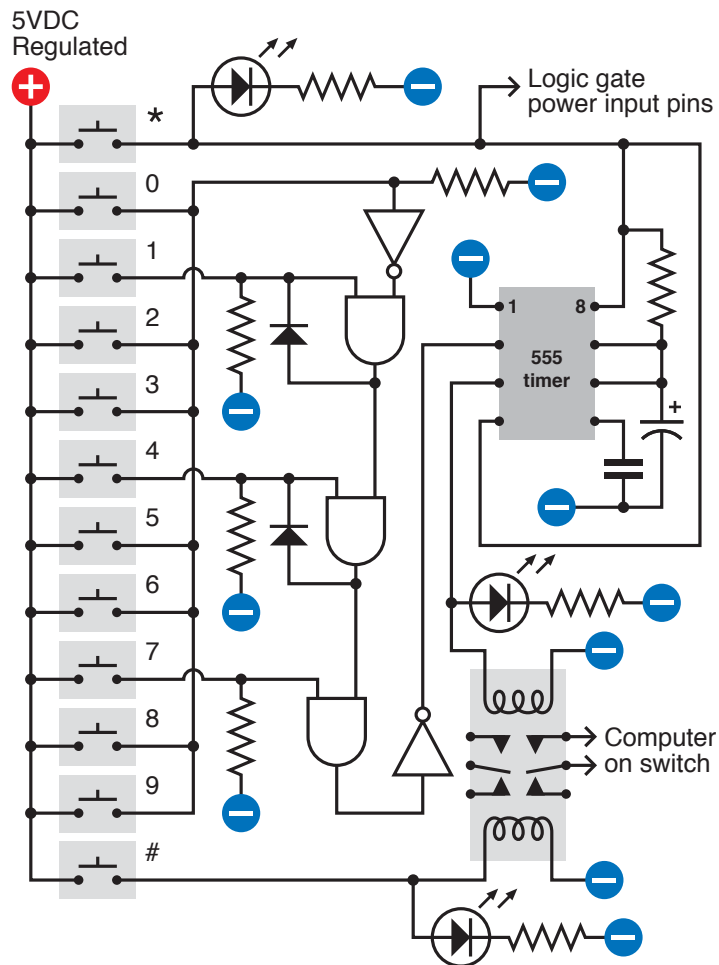 5VDC
Regulated
+
*
Logic gate
power input pins
0
1
1 8
2
555
timer
3
+
4
5
6
7
8
Computer
on switch
9
#